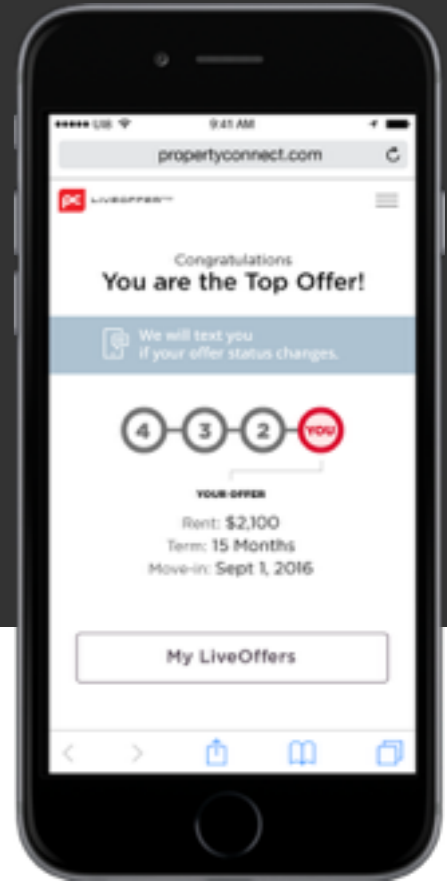 9:41 AM
propertyconnect.com
pc LIVEOFFER™
Congratulations
You are the Top Offer!
We will text you
if your offer status changes.
4 3 2 YOU
YOUR OFFER
Rent: $2,100
Term: 15 Months
Move-in: Sept 1, 2016
My LiveOffers